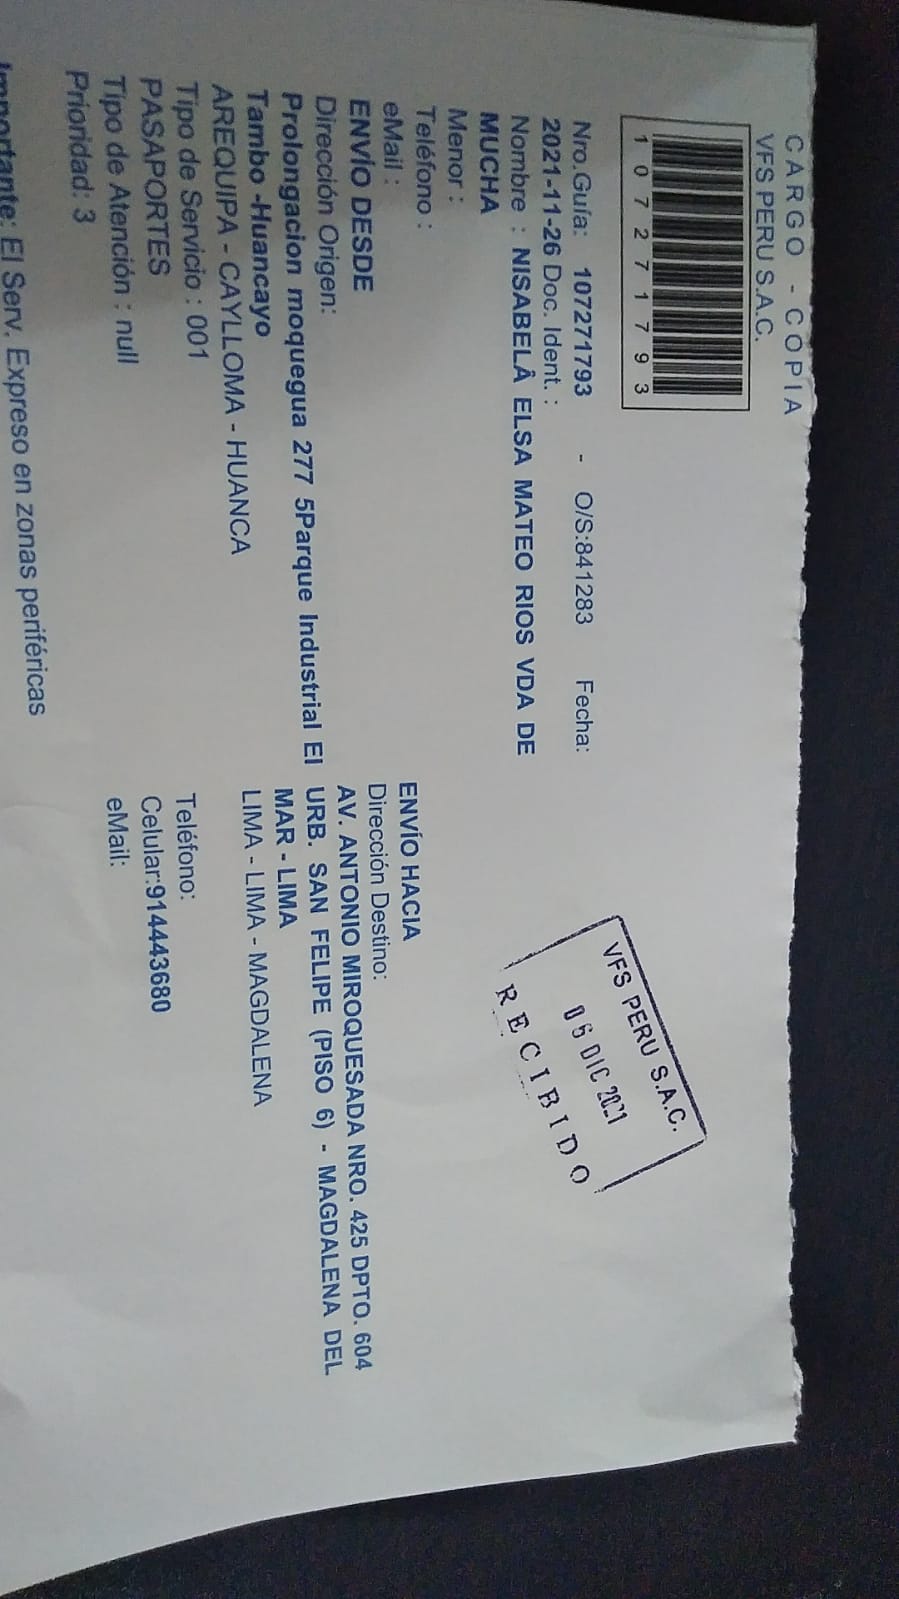 CARGO - COPIA
VFS PERU S.A.C.
107271793
Nro.Guía: 107271793 - O/S:841283 Fecha:
2021-11-26 Doc. Ident. :
Nombre : NISABELÂ ELSA MATEO RIOS VDA DE
MUCHA
Menor :
Teléfono :
eMail :
ENVÍO DESDE
Dirección Origen:
Prolongacion moquegua 277 5Parque Industrial El
Tambo -Huancayo
AREQUIPA - CAYLLOMA - HUANCA
Tipo de Servicio : 001
PASAPORTES
Tipo de Atención : null
Prioridad: 3
VFS PERU S.A.C.
06 DIC 2021
RECIBIDO
ENVÍO HACIA
Dirección Destino:
AV. ANTONIO MIROQUESADA NRO. 425 DPTO. 604
URB. SAN FELIPE (PISO 6) - MAGDALENA DEL
MAR - LIMA
LIMA - LIMA - MAGDALENA
Teléfono:
Celular:914443680
eMail:
Importante: El Serv. Expreso en zonas periféricas